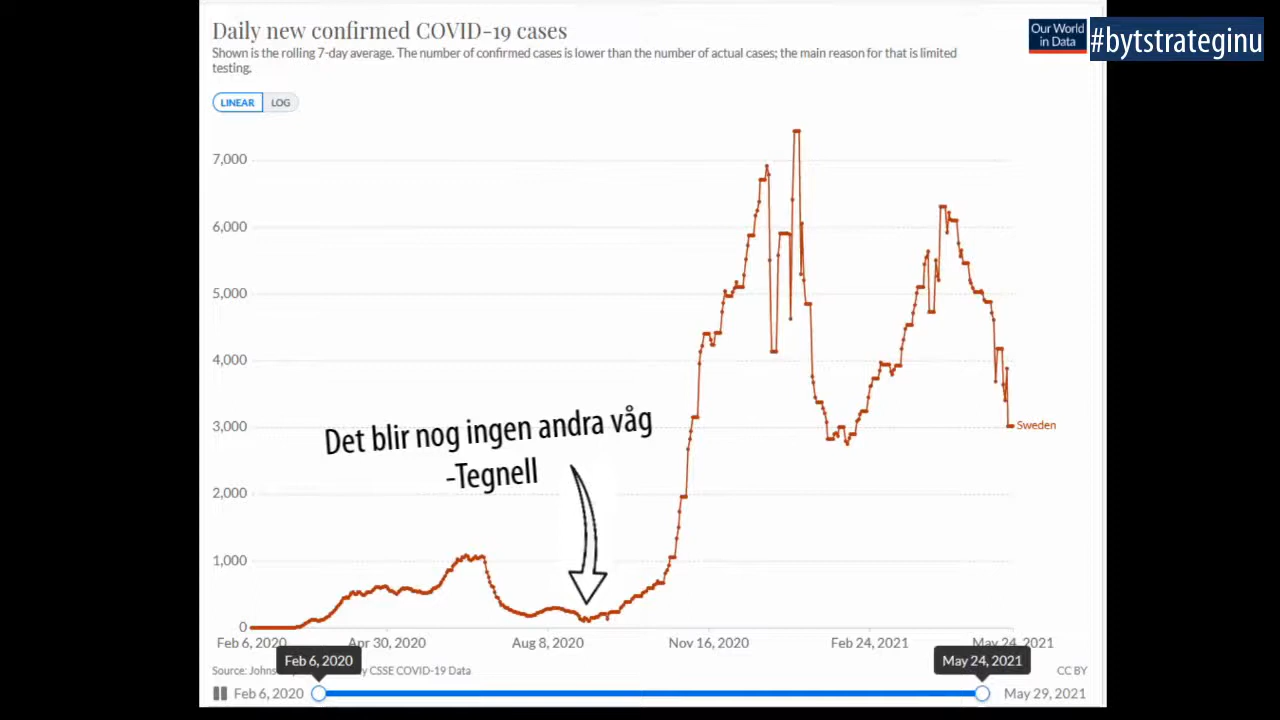 Daily new confirmed COVID-19 cases
Our World
in Data
#bytstrateginu
Shown is the rolling 7-day average. The number of confirmed cases is lower than the number of actual cases; the main reason for that is limited
testing.
LINEAR
LOG
7,000
6,000
5,000
4,000
3,000
2,000
1,000
0
Sweden
Det blir nog ingen andra våg
-Tegnell
Feb 6, 2020
Apr 30, 2020
Aug 8, 2020
Nov 16, 2020
Feb 24, 2021
May 24, 2021
Feb 6, 2020
May 24, 2021
Source: Johns
CSSE COVID-19 Data
CC BY
Feb 6, 2020
May 29, 2021